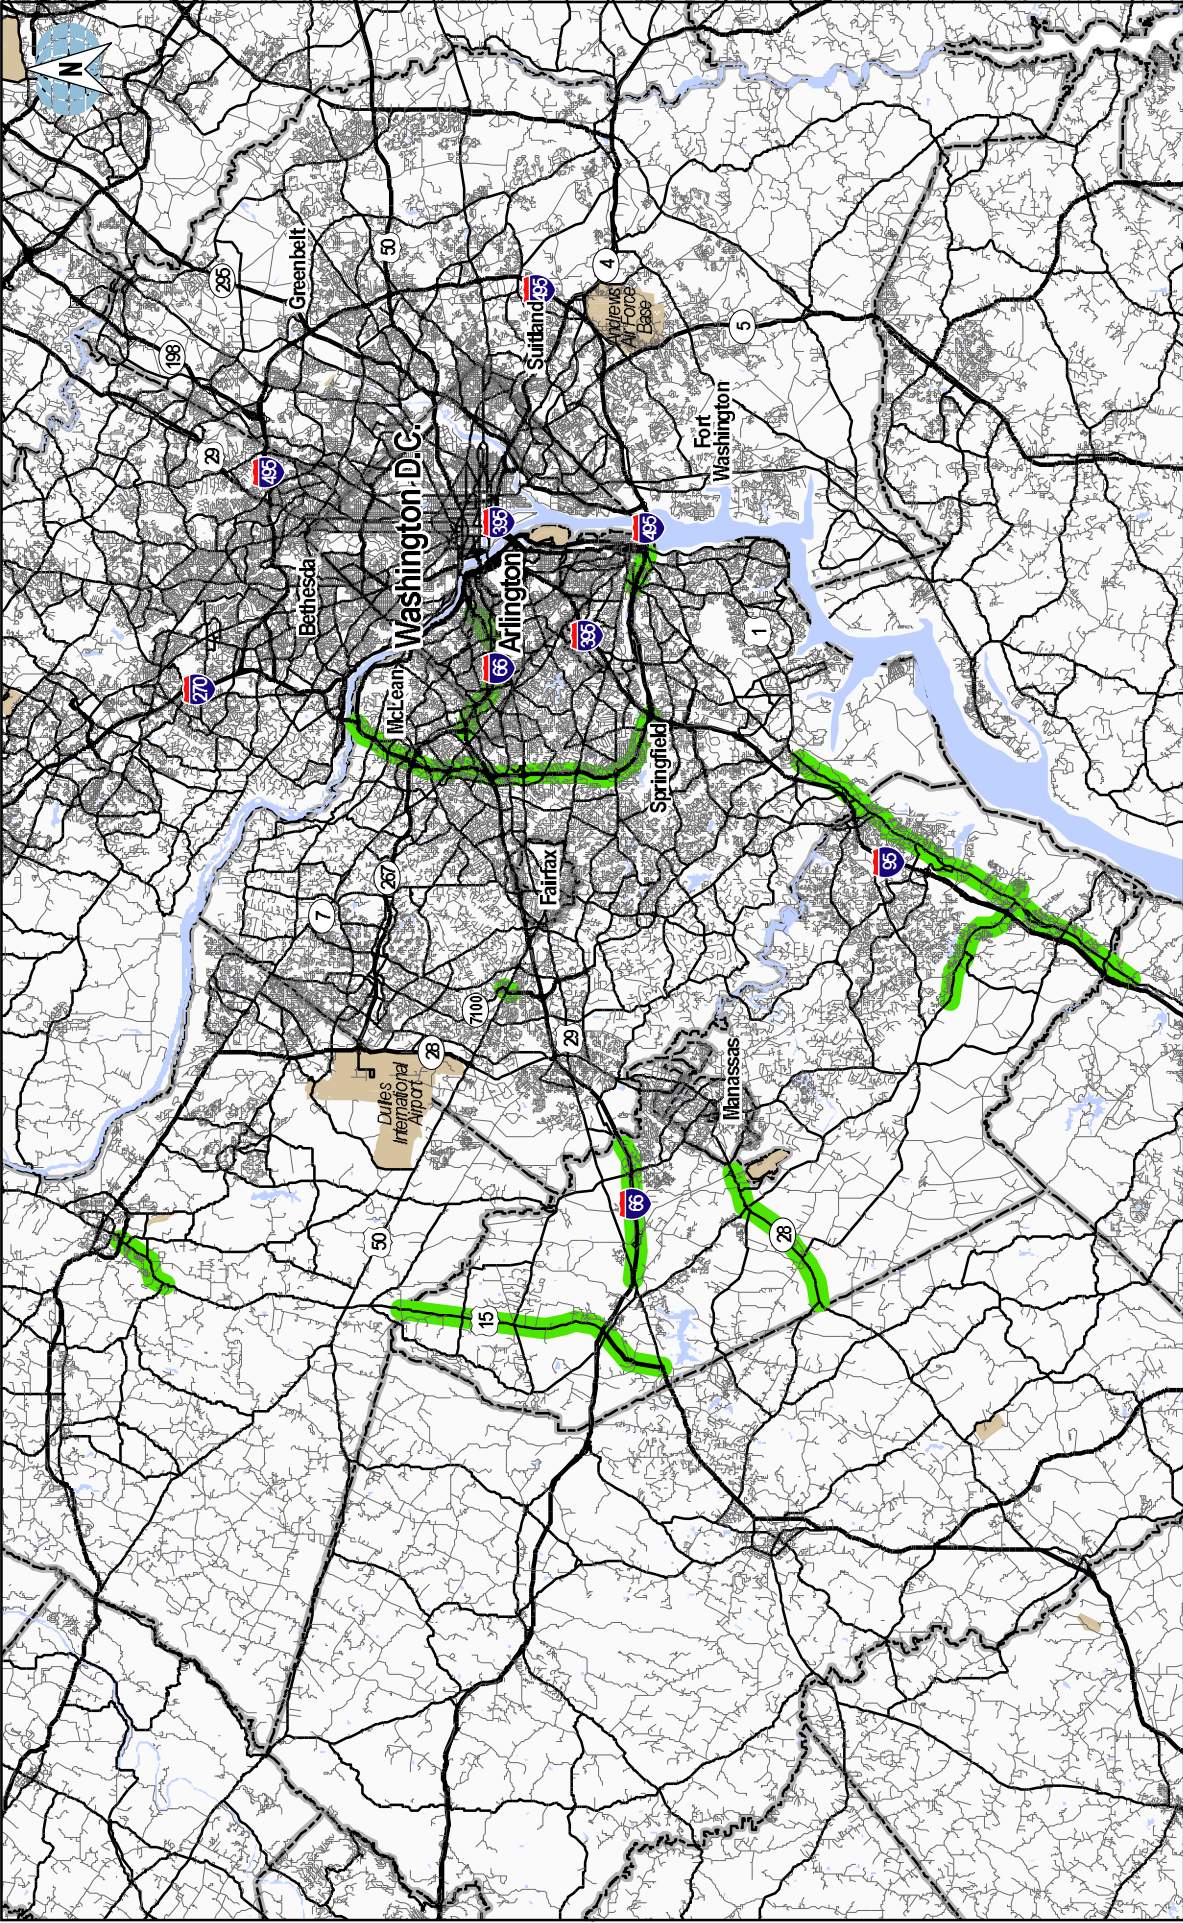 N
295
Greenbelt
50
198
495
Suitland
4
Andrews
Air Force
Base
5
29
495
Washington D.C.
Fort
Washington
Bethesda
395
Arlington
495
270
McLean
66
395
1
Springfield
7
267
Fairfax
95
7100
29
28
Dulles
International
Airport
Manassas
50
66
28
15